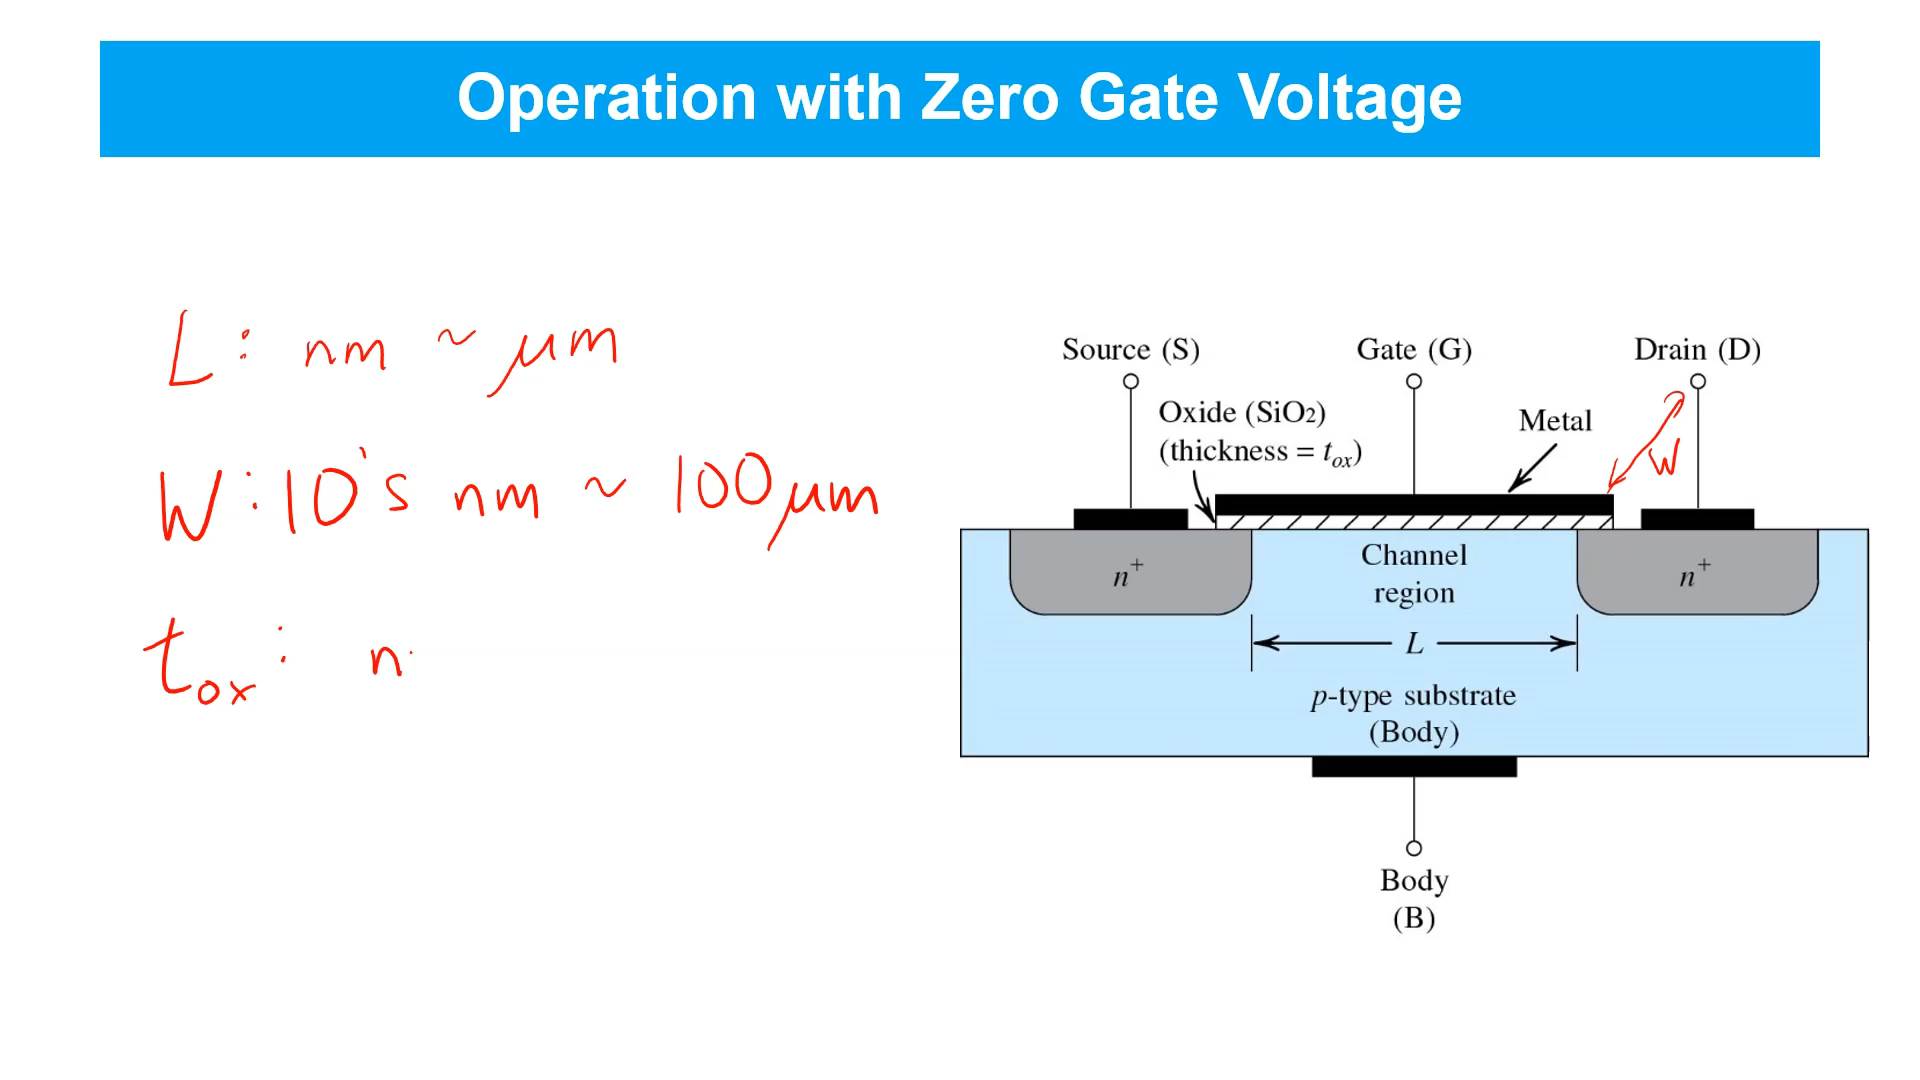 Operation with Zero Gate Voltage
L: nm ~ μm
W: 10's nm ~ 100 μm
tox: n
Source (S)
Gate (G)
Drain (D)
Oxide (SiO2)
(thickness = tox)
Metal
W
n+
Channel
region
n+
L
p-type substrate
(Body)
Body
(B)